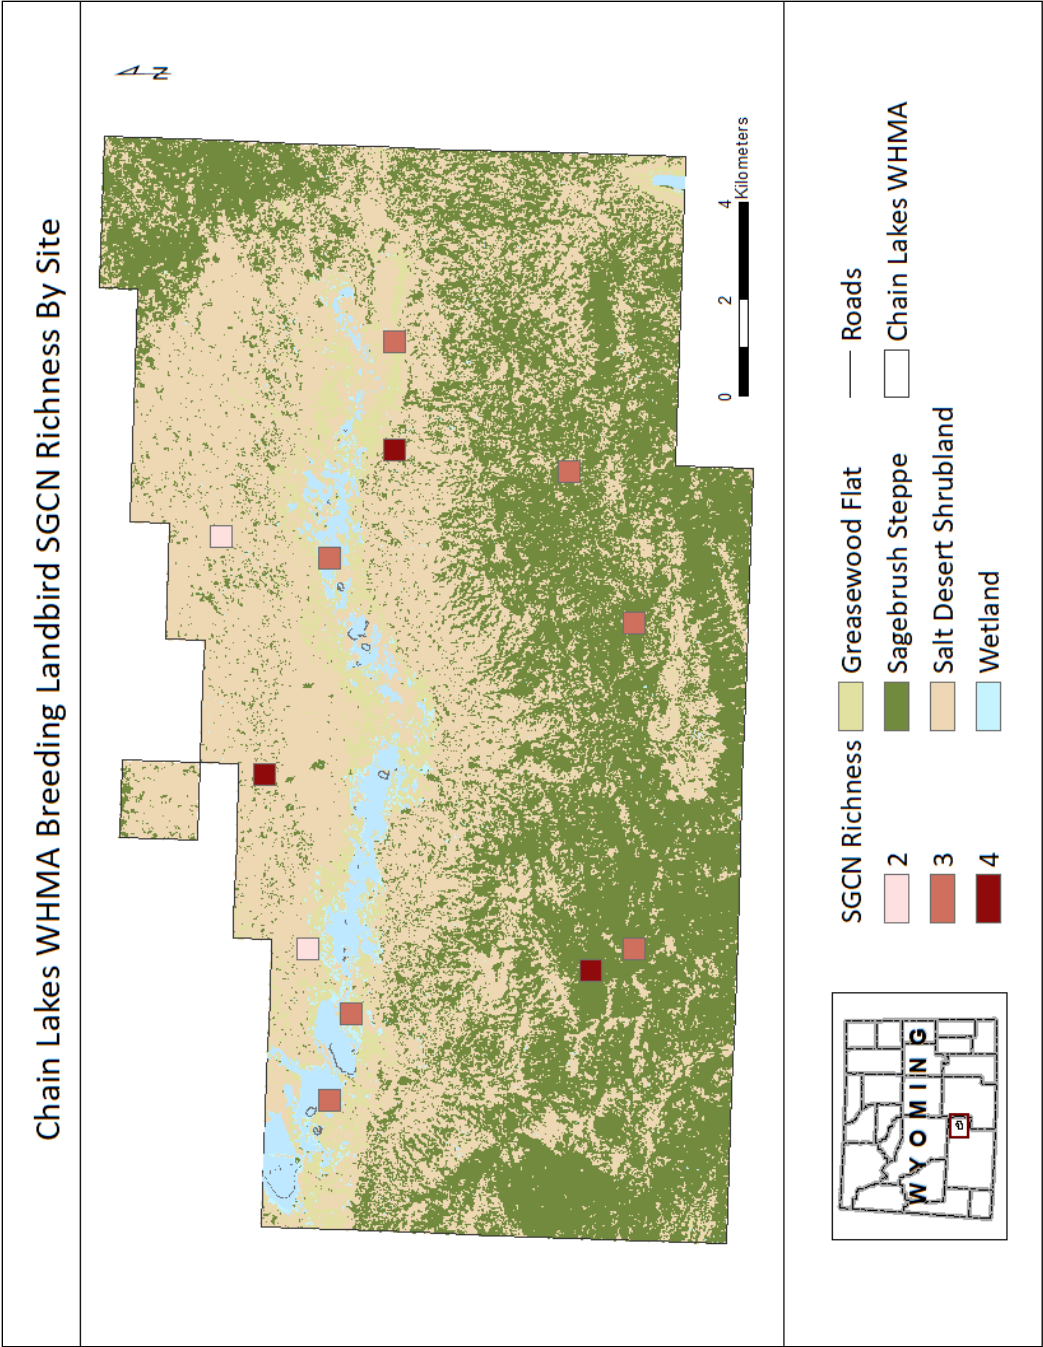 Chain Lakes WHMA Breeding Landbird SGCN Richness By Site
N
0 2 4
Kilometers
WYOMING
SGCN Richness
2
3
4
Greasewood Flat
Sagebrush Steppe
Salt Desert Shrubland
Wetland
Roads
Chain Lakes WHMA